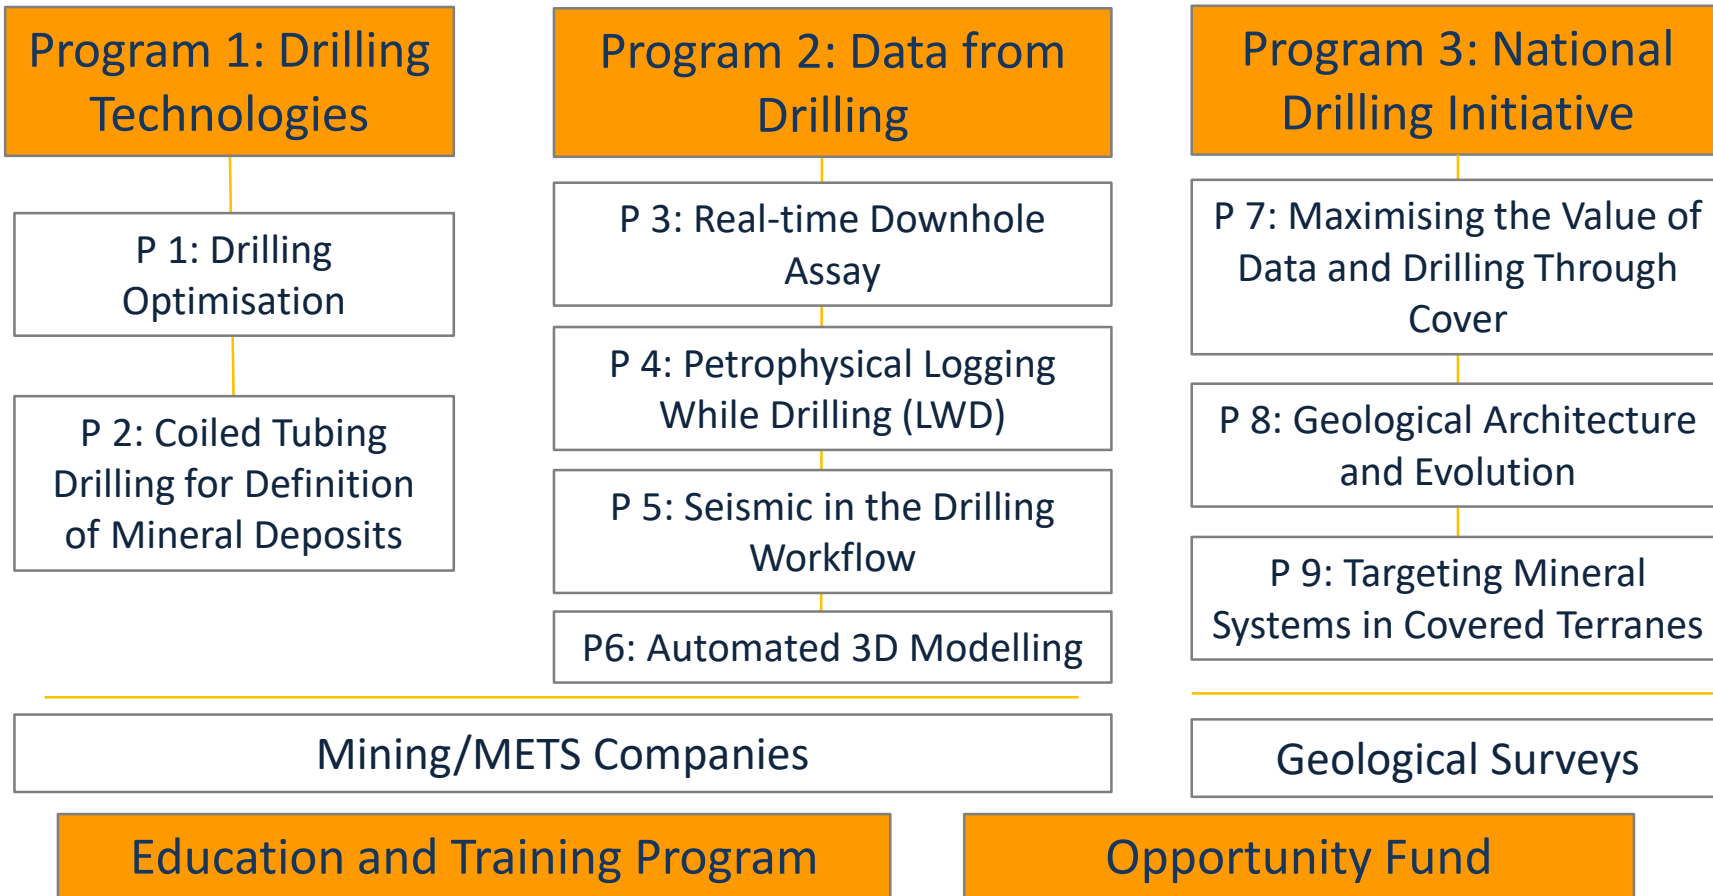 Program 1: Drilling
Technologies
P 1: Drilling
Optimisation
P 2: Coiled Tubing
Drilling for Definition
of Mineral Deposits
Program 2: Data from
Drilling
P 3: Real-time Downhole
Assay
P 4: Petrophysical Logging
While Drilling (LWD)
P 5: Seismic in the Drilling
Workflow
P6: Automated 3D Modelling
Program 3: National
Drilling Initiative
P 7: Maximising the Value of
Data and Drilling Through
Cover
P 8: Geological Architecture
and Evolution
P 9: Targeting Mineral
Systems in Covered Terranes
Mining/METS Companies
Geological Surveys
Education and Training Program
Opportunity Fund